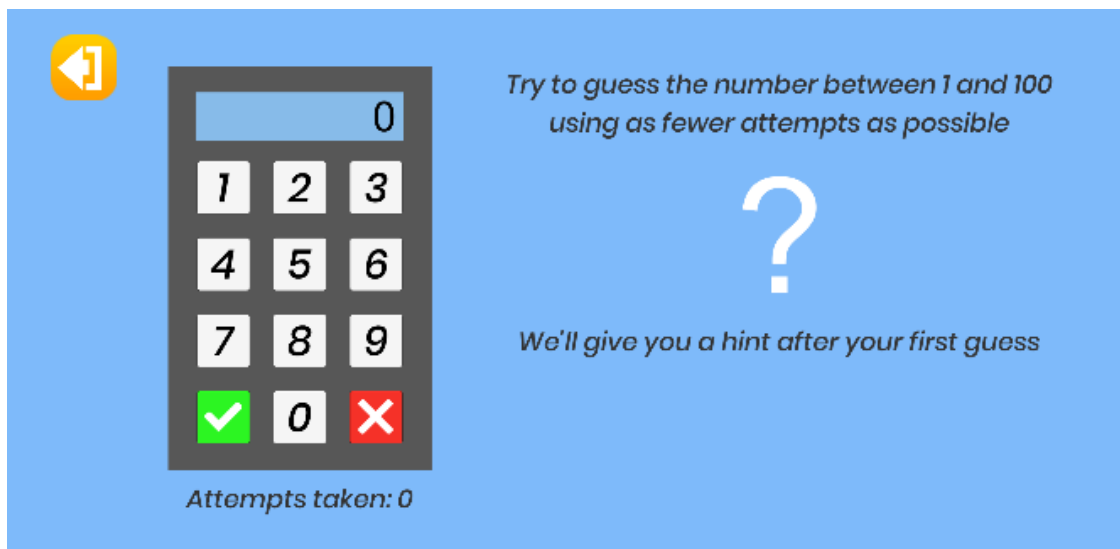 0
1 2 3
4 5 6
7 8 9
0
Attempts taken: 0
Try to guess the number between 1 and 100
using as fewer attempts as possible
?
We'll give you a hint after your first guess